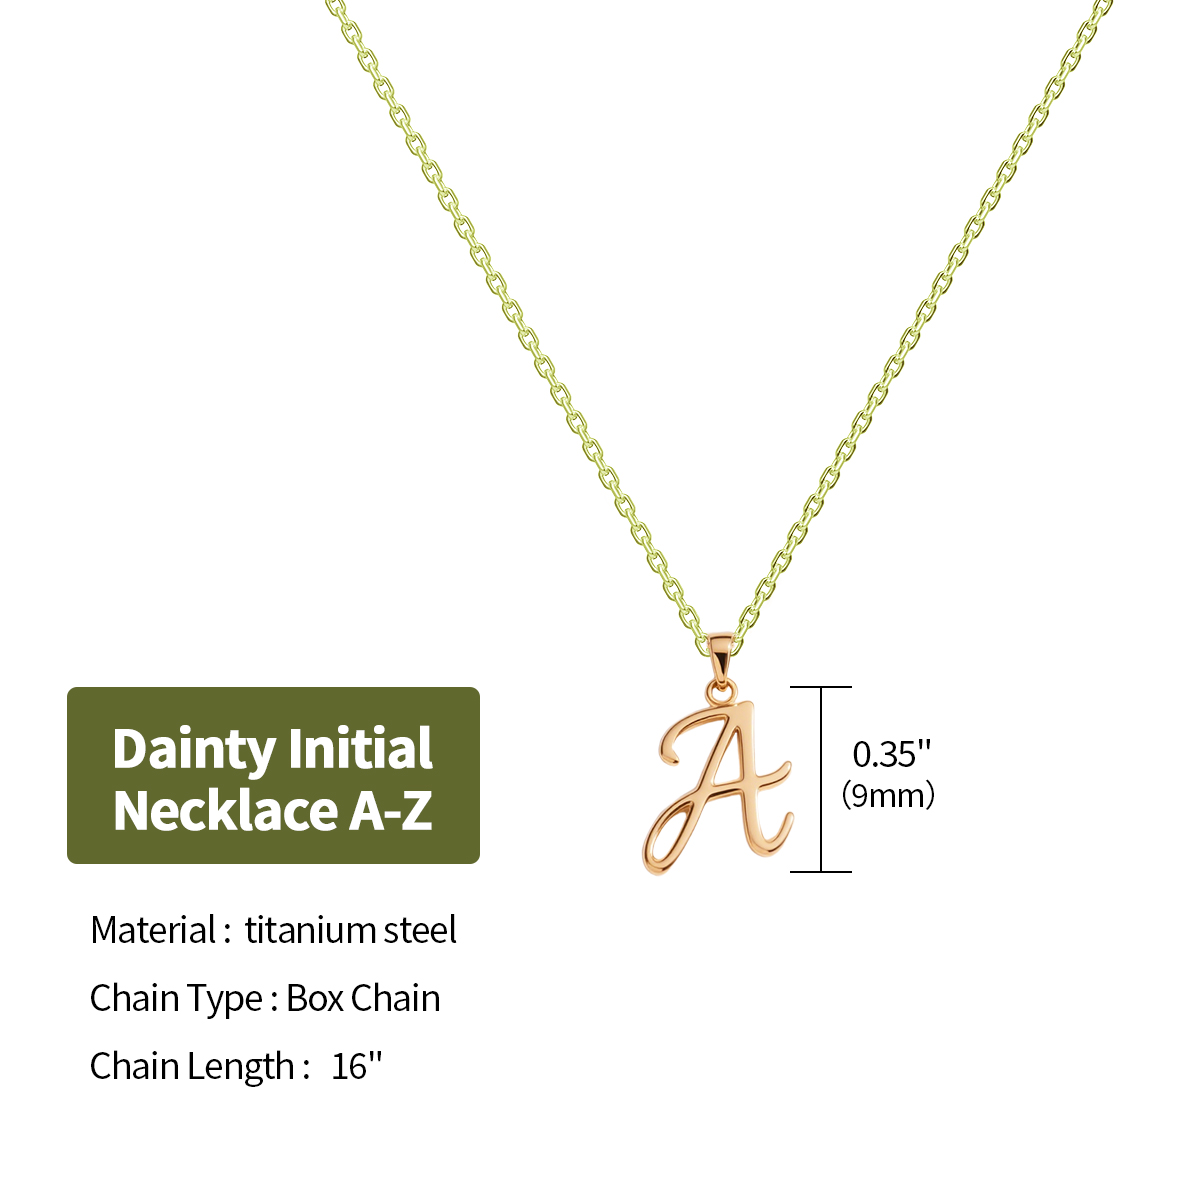 Dainty Initial
Necklace A-Z
Material : titanium steel
Chain Type : Box Chain
Chain Length : 16"
A
0.35"
(9mm)